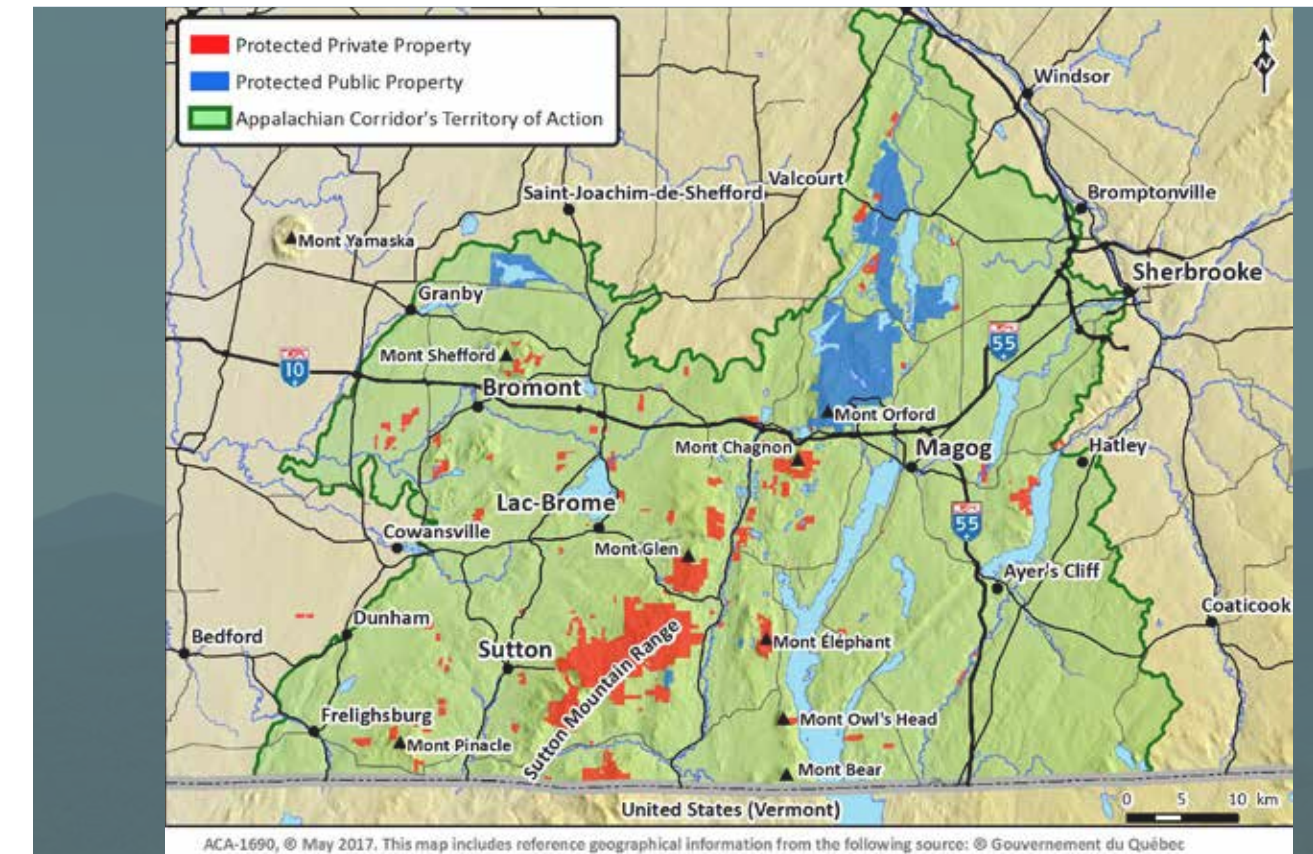 Protected Private Property
Protected Public Property
Appalachian Corridor's Territory of Action
N
Windsor
Valcourt
Saint-Joachim-de-Shefford
Bromptonville
Mont Yamaska
Sherbrooke
Granby
Mont Shefford
10
55
Bromont
Mont Orford
Mont Chagnon
Magog
Hatley
Lac-Brome
55
Cowansville
Mont Glen
Ayer's Cliff
Coaticook
Dunham
Bedford
Sutton
Mont Éléphant
Sutton Mountain Range
Frelighsburg
Mont Owl's Head
Mont Pinacle
Mont Bear
United States (Vermont)
0 5 10 km
ACA-1690, © May 2017. This map includes reference geographical information from the following source: © Gouvernement du Québec